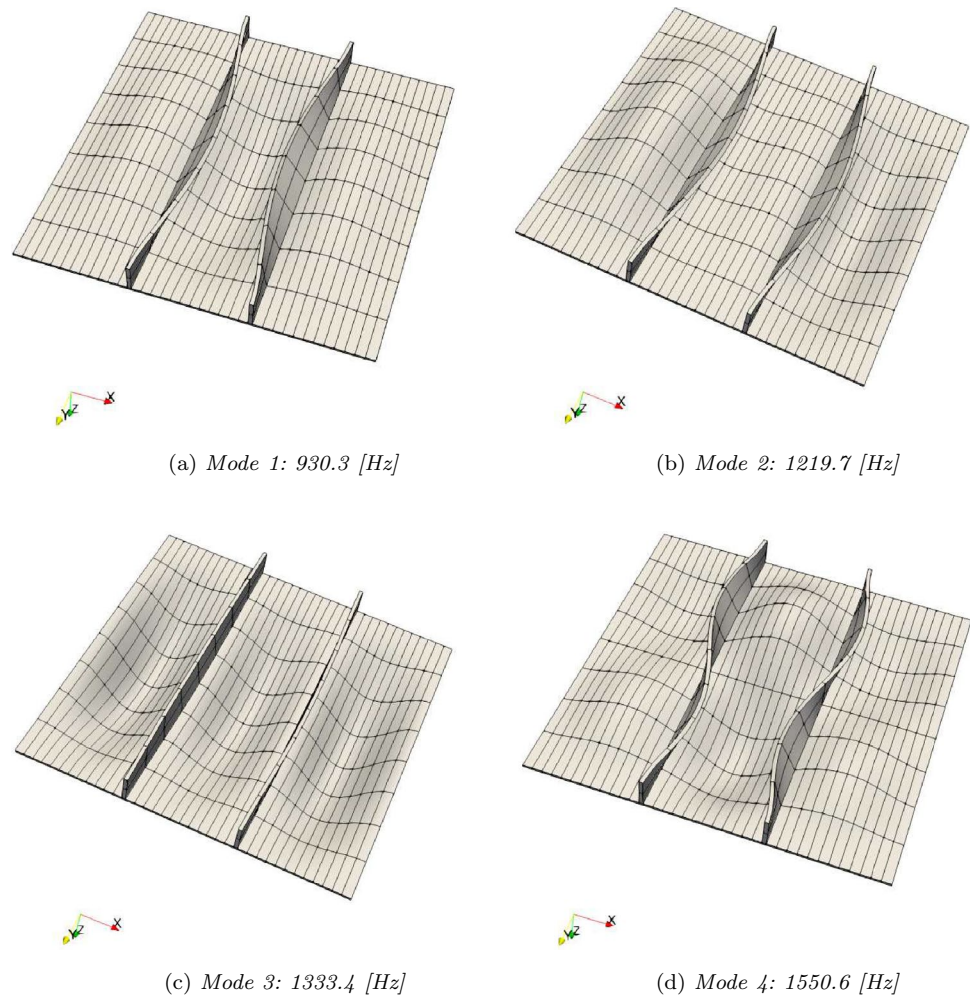 X
Y Z
(a) Mode 1: 930.3 [Hz]
X
Y Z
(b) Mode 2: 1219.7 [Hz]
X
Y Z
(c) Mode 3: 1333.4 [Hz]
X
Y Z
(d) Mode 4: 1550.6 [Hz]